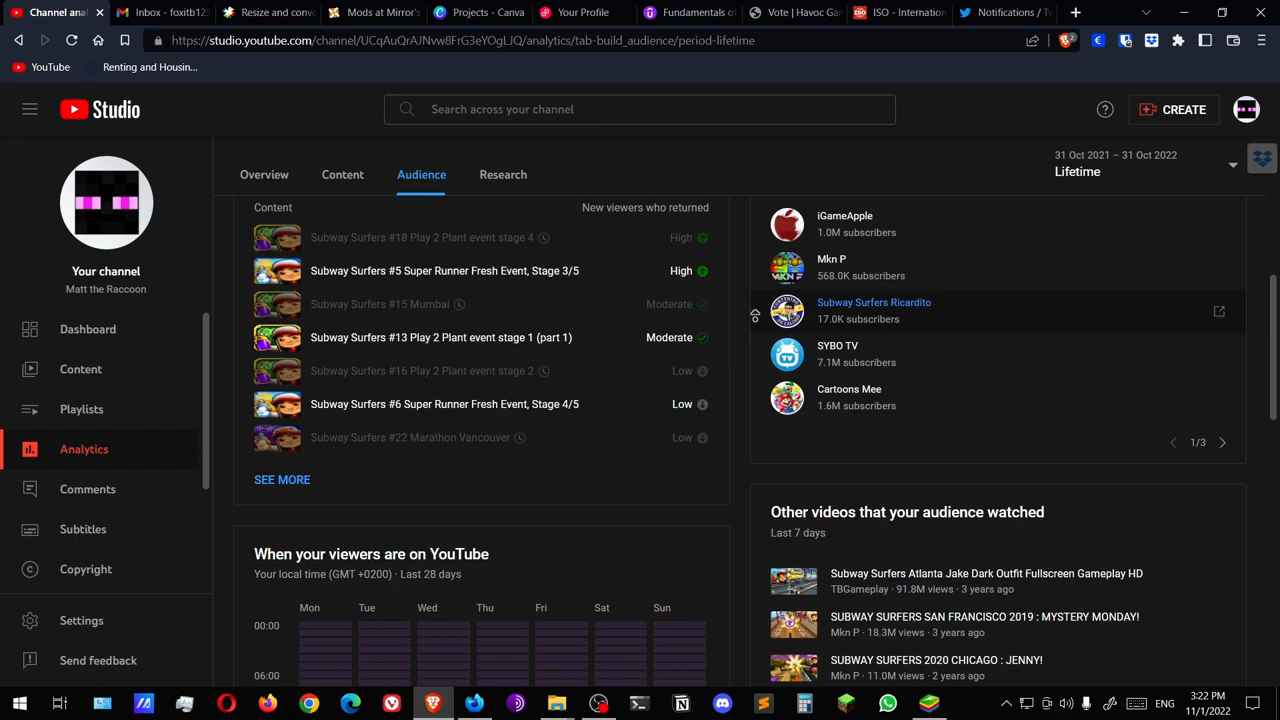 Channel anal
Inbox - foxitb123
Resize and conve
Mods at Mirror's
Projects - Canva
Your Profile
Fundamentals of
Vote | Havoc Gam
ISO - Internation
Notifications / Tw
https://studio.youtube.com/channel/UCqAuQrAJNvw8FrG3eYOgLJQ/analytics/tab-build_audience/period-lifetime
2
YouTube
Renting and Housin...
Studio
Search across your channel
CREATE
Your channel
Matt the Raccoon
Dashboard
Content
Playlists
Analytics
Comments
Subtitles
Copyright
Settings
Send feedback
Overview
Content
Audience
Research
31 Oct 2021 – 31 Oct 2022
Lifetime
Content
New viewers who returned
Subway Surfers #18 Play 2 Plant event stage 4
High
Subway Surfers #5 Super Runner Fresh Event, Stage 3/5
High
Subway Surfers #15 Mumbai
Moderate
Subway Surfers #13 Play 2 Plant event stage 1 (part 1)
Moderate
Subway Surfers #16 Play 2 Plant event stage 2
Low
Subway Surfers #6 Super Runner Fresh Event, Stage 4/5
Low
Subway Surfers #22 Marathon Vancouver
Low
SEE MORE
When your viewers are on YouTube
Your local time (GMT +0200) · Last 28 days
Mon
Tue
Wed
Thu
Fri
Sat
Sun
00:00
06:00
iGameApple
1.0M subscribers
Mkn P
568.0K subscribers
Subway Surfers Ricardito
17.0K subscribers
SYBO TV
7.1M subscribers
Cartoons Mee
1.6M subscribers
1/3
Other videos that your audience watched
Last 7 days
Subway Surfers Atlanta Jake Dark Outfit Fullscreen Gameplay HD
TBGameplay · 91.8M views · 3 years ago
SUBWAY SURFERS SAN FRANCISCO 2019 : MYSTERY MONDAY!
Mkn P · 18.3M views · 3 years ago
SUBWAY SURFERS 2020 CHICAGO : JENNY!
Mkn P · 11.0M views · 2 years ago
ENG
3:22 PM
11/1/2022